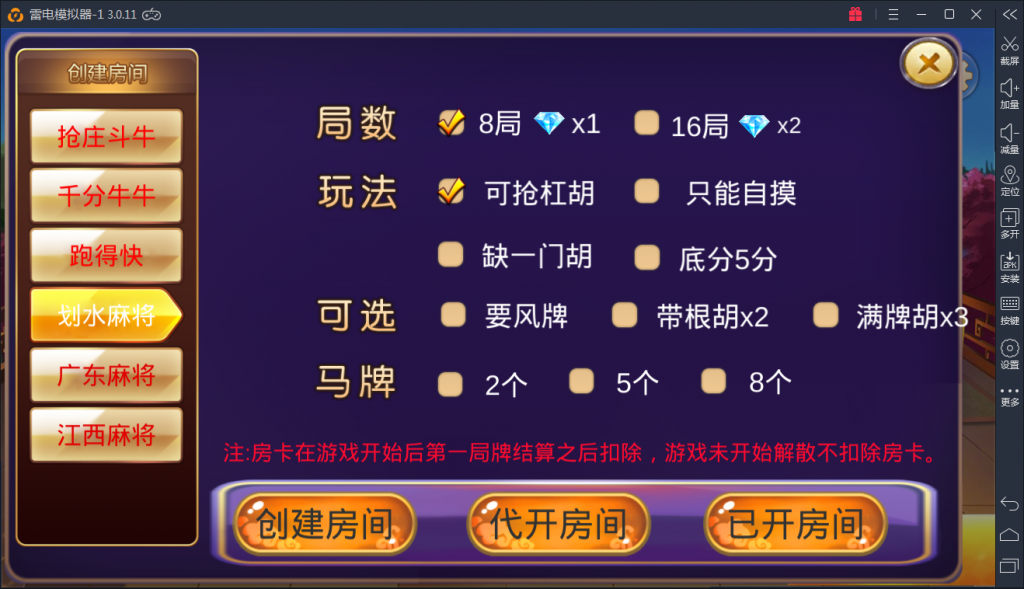 雷电模拟器-1 3.0.11
创建房间
抢庄斗牛
千分牛牛
跑得快
划水麻将
广东麻将
江西麻将
局数 8局 x1 16局 x2
玩法 可抢杠胡 只能自摸
缺一门胡 底分5分
可选 要风牌 带根胡x2 满牌胡x3
马牌 2个 5个 8个
注:房卡在游戏开始后第一局牌结算之后扣除，游戏未开始解散不扣除房卡。
创建房间 代开房间 已开房间
截屏
加量
减量
定位
多开
APK
安装
按键
设置
更多